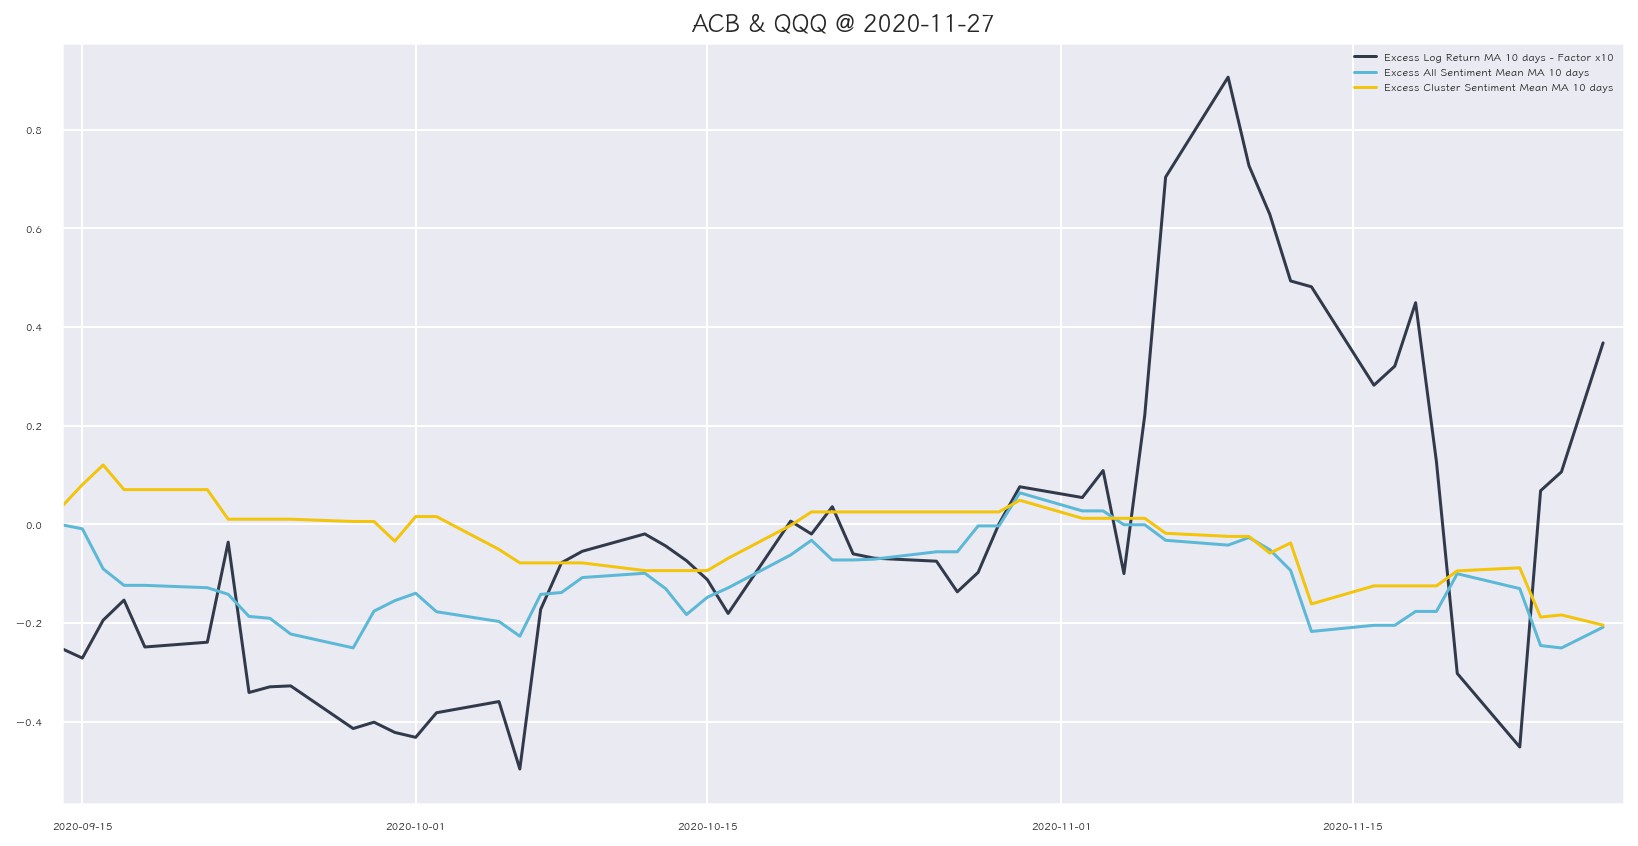 ACB & QQQ @ 2020-11-27
Excess Log Return MA 10 days - Factor x10
Excess All Sentiment Mean MA 10 days
Excess Cluster Sentiment Mean MA 10 days
0.8
0.6
0.4
0.2
0.0
−0.2
−0.4
2020-09-15 2020-10-01 2020-10-15 2020-11-01 2020-11-15